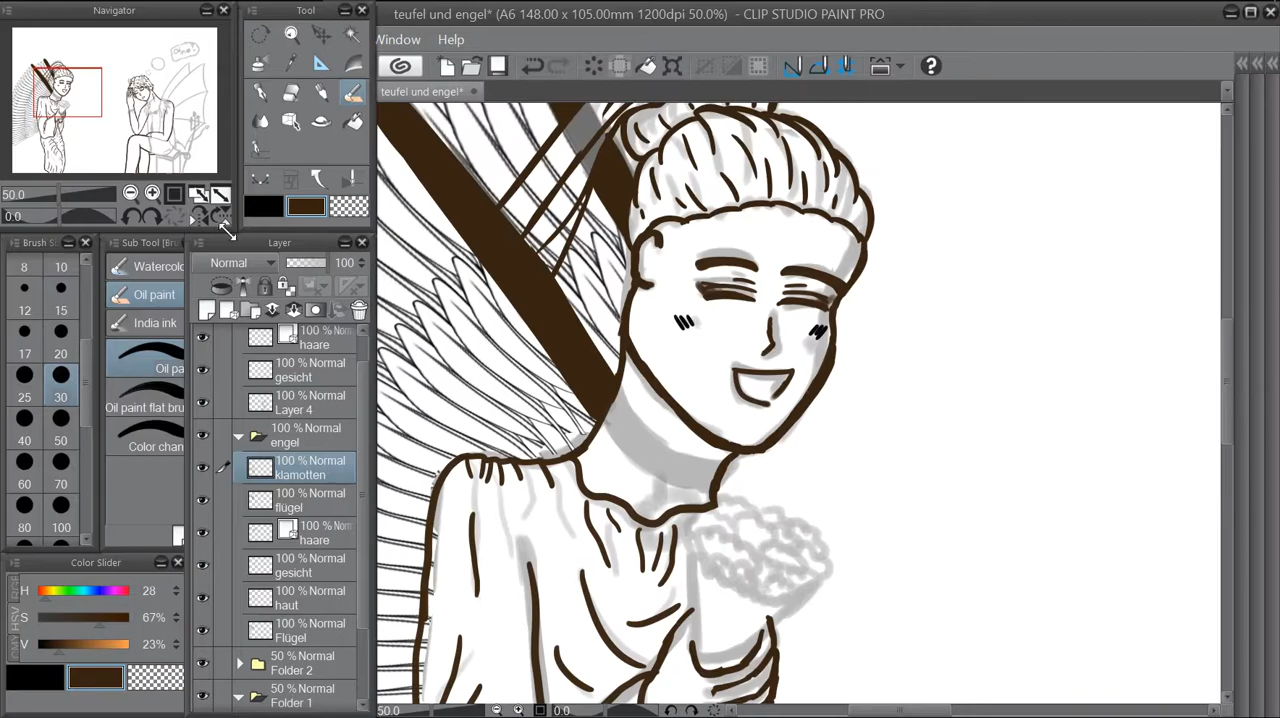 Navigator
Tool
teufel und engel* (A6 148.00 x 105.00mm 1200dpi 50.0%) - CLIP STUDIO PAINT PRO
Window Help
teufel und engel*
50.0
0.0
Brush S
Sub Tool [Bru
Layer
8 10
12 15
17 20
25 30
40 50
60 70
80 100
Watercolo
Oil paint
India ink
Oil pa
Oil paint flat bru
Color chan
Normal 100
100 % Norm
haare
100 % Normal
gesicht
100 % Normal
Layer 4
100 % Normal
engel
100 % Normal
klamotten
100 % Normal
flügel
100 % Norm
haare
100 % Normal
gesicht
100 % Normal
haut
100 % Normal
Flügel
50 % Normal
Folder 2
50 % Normal
Folder 1
Color Slider
H 28
S 67%
V 23%
50.0 0.0